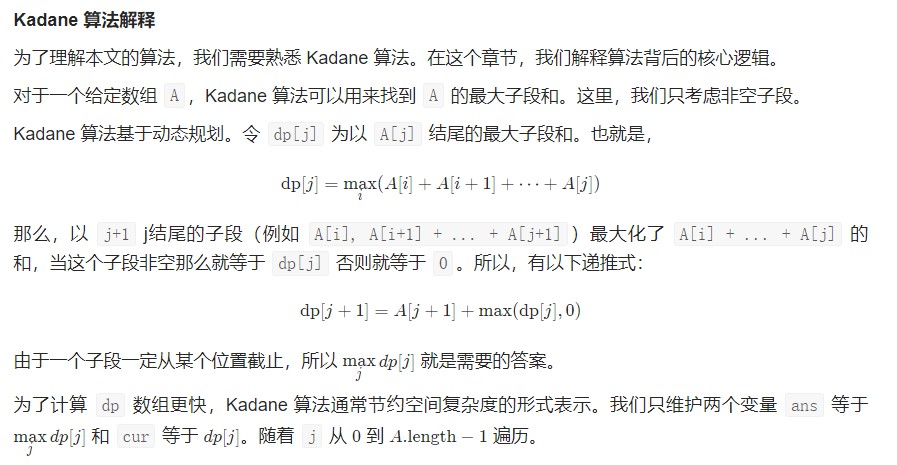 Kadane 算法解释
为了理解本文的算法，我们需要熟悉 Kadane 算法。在这个章节，我们解释算法背后的核心逻辑。
对于一个给定数组 A ，Kadane 算法可以用来找到 A 的最大子段和。这里，我们只考虑非空子段。
Kadane 算法基于动态规划。令 dp[j] 为以 A[j] 结尾的最大子段和。也就是，
dp[j] = max(A[i] + A[i + 1] + ⋯ + A[j])
i
那么，以 j+1 j结尾的子段（例如 A[i], A[i+1] + ... + A[j+1] ）最大化了 A[i] + ... + A[j] 的
和，当这个子段非空那么就等于 dp[j] 否则就等于 0 。所以，有以下递推式：
dp[j + 1] = A[j + 1] + max(dp[j], 0)
由于一个子段一定从某个位置截止，所以 max dp[j] 就是需要的答案。
j
为了计算 dp 数组更快，Kadane 算法通常节约空间复杂度的形式表示。我们只维护两个变量 ans 等于
max dp[j] 和 cur 等于 dp[j]。随着 j 从 0 到 A.length − 1 遍历。
j